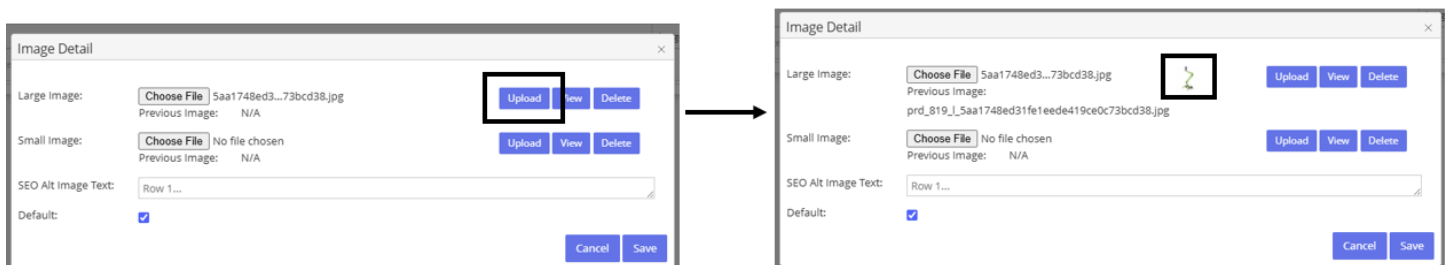 Image Detail ×
Large Image: Choose File 5aa1748ed3...73bcd38.jpg Upload View Delete
Previous Image: N/A
Small Image: Choose File No file chosen Upload View Delete
Previous Image: N/A
SEO Alt Image Text: Row 1...
Default:
Cancel Save
Image Detail ×
Large Image: Choose File 5aa1748ed3...73bcd38.jpg Upload View Delete
Previous Image:
prd_819_l_5aa1748ed31fe1eede419ce0c73bcd38.jpg
Small Image: Choose File No file chosen Upload View Delete
Previous Image: N/A
SEO Alt Image Text: Row 1...
Default:
Cancel Save